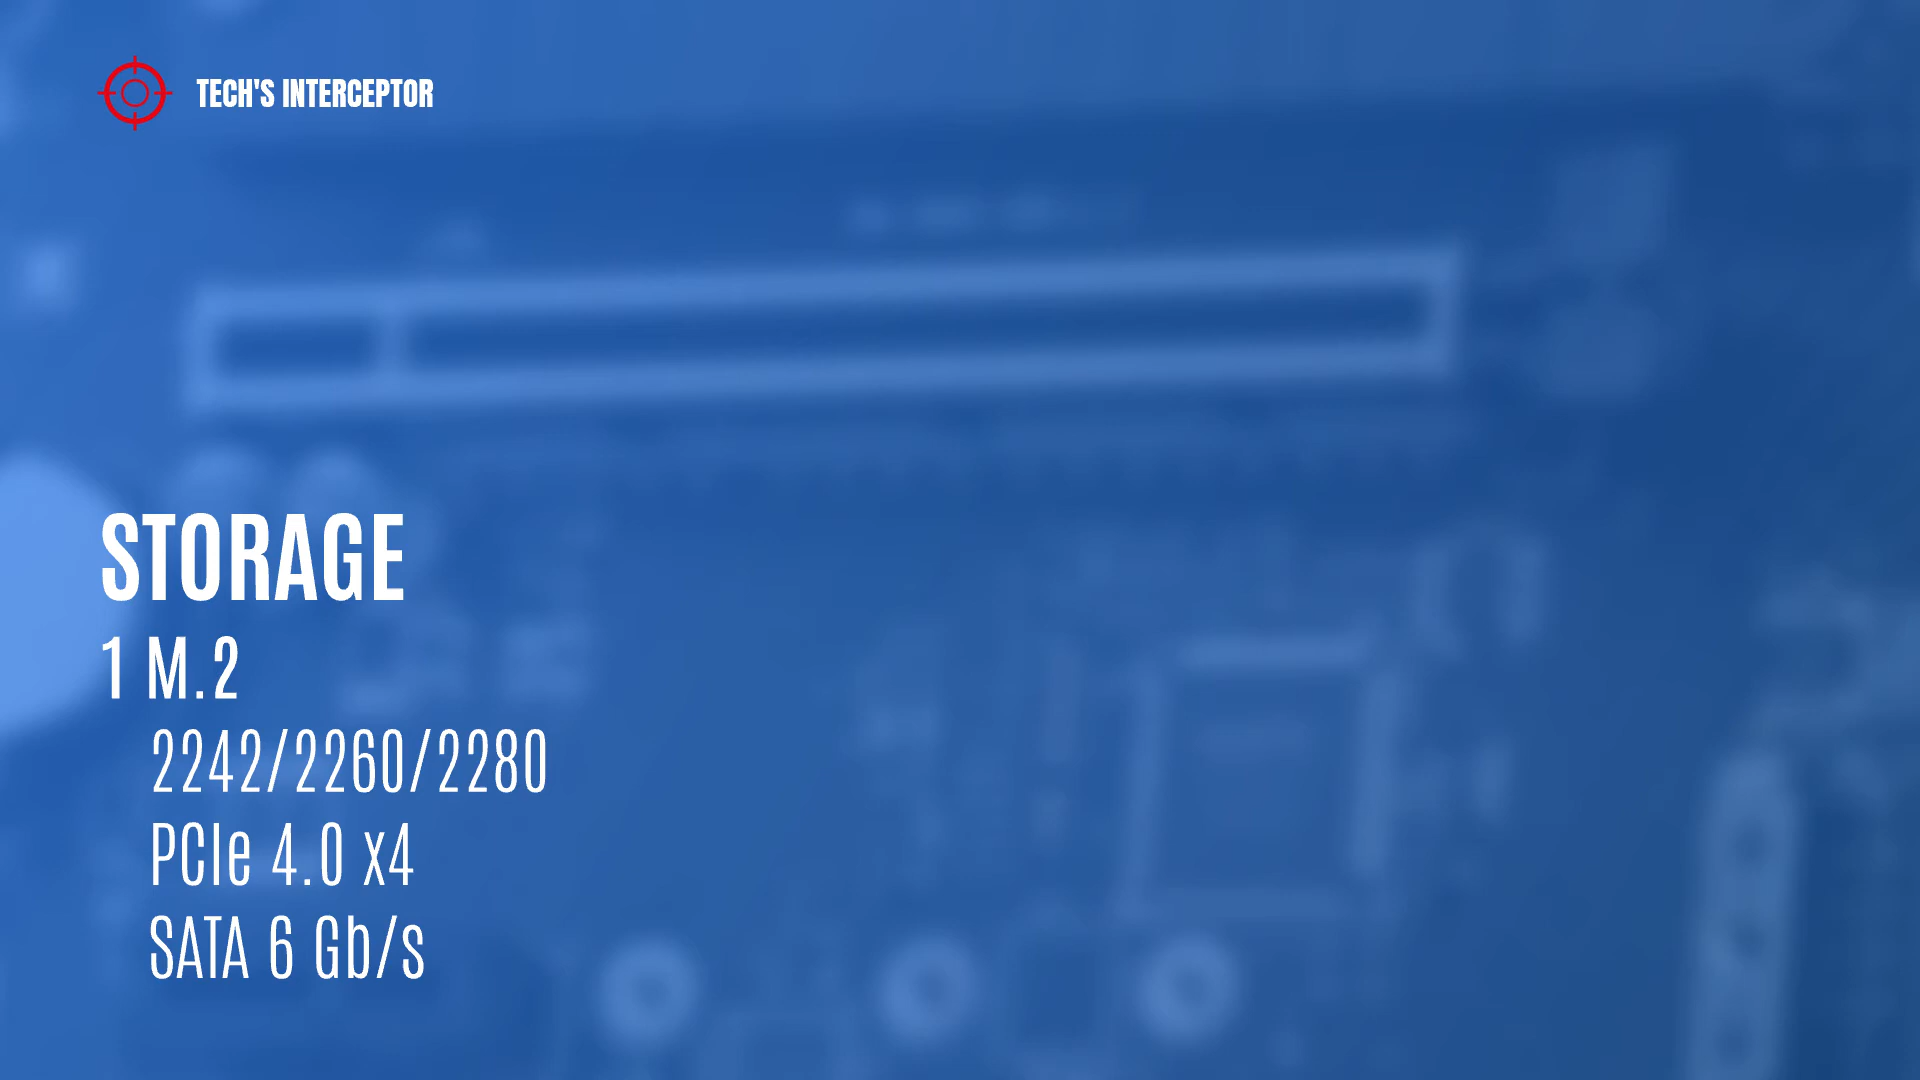 TECH'S INTERCEPTOR
STORAGE
1 M.2
2242/2260/2280
PCIe 4.0 x4
SATA 6 Gb/s